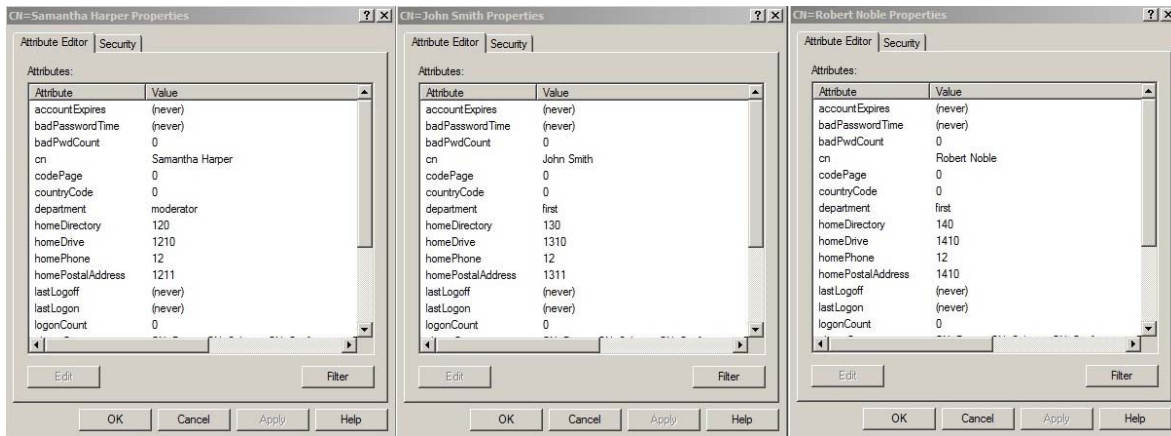 CN=Samantha Harper Properties
Attribute Editor
Security
Attributes:
Attribute Value
accountExpires (never)
badPasswordTime (never)
badPwdCount 0
cn Samantha Harper
codePage 0
countryCode 0
department moderator
homeDirectory 120
homeDrive 1210
homePhone 12
homePostalAddress 1211
lastLogoff (never)
lastLogon (never)
logonCount 0
Edit
Filter
OK
Cancel
Apply
Help
CN=John Smith Properties
Attribute Editor
Security
Attributes:
Attribute Value
accountExpires (never)
badPasswordTime (never)
badPwdCount 0
cn John Smith
codePage 0
countryCode 0
department first
homeDirectory 130
homeDrive 1310
homePhone 12
homePostalAddress 1311
lastLogoff (never)
lastLogon (never)
logonCount 0
Edit
Filter
OK
Cancel
Apply
Help
CN=Robert Noble Properties
Attribute Editor
Security
Attributes:
Attribute Value
accountExpires (never)
badPasswordTime (never)
badPwdCount 0
cn Robert Noble
codePage 0
countryCode 0
department first
homeDirectory 140
homeDrive 1410
homePhone 12
homePostalAddress 1410
lastLogoff (never)
lastLogon (never)
logonCount 0
Edit
Filter
OK
Cancel
Apply
Help